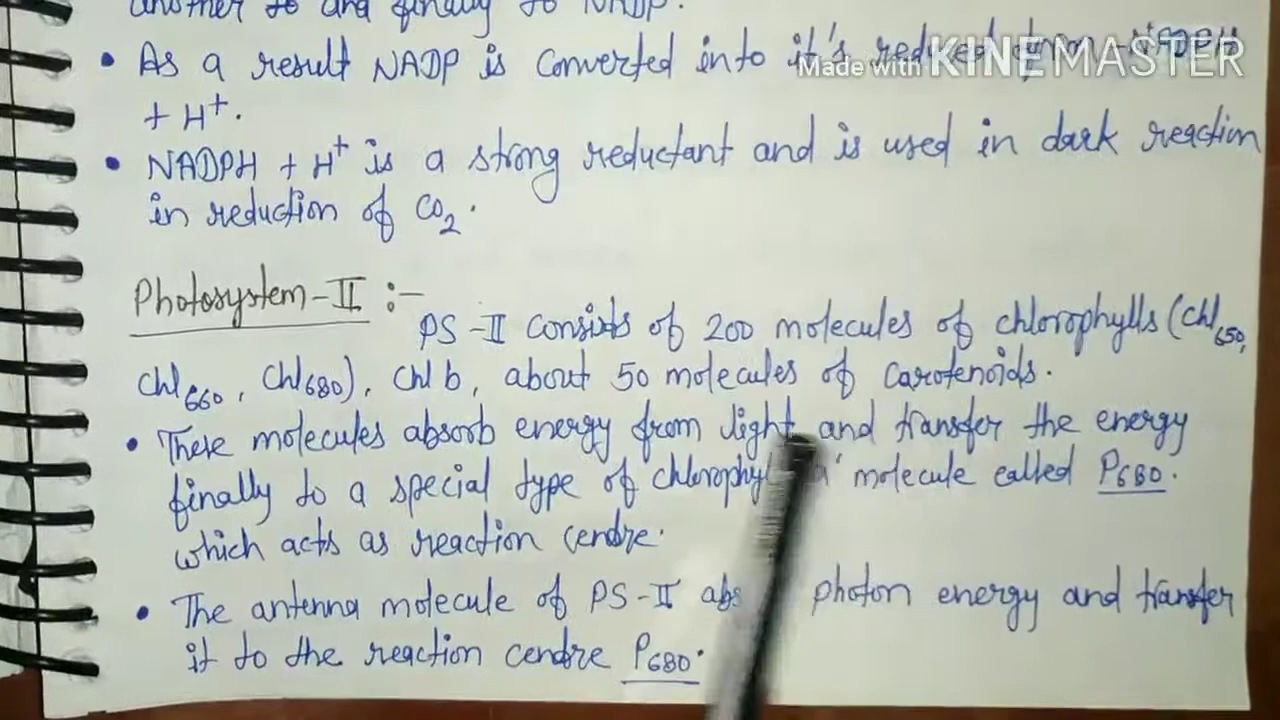 another to and finally to NADP.
• As a result NADP is converted into it's reduced NADPH
+ H⁺.
Made with KINEMASTER
• NADPH + H⁺ is a strong reductant and is used in dark reaction
in reduction of CO₂.
Photosystem-II :-
PS-II consists of 200 molecules of chlorophylls (Chl₆₅₀,
Chl₆₆₀, Chl₆₈₀), Chl b, about 50 molecules of carotenoids.
• These molecules absorb energy from light and transfer the energy
finally to a special type of a' molecule called P₆₈₀.
which acts as reaction centre.
• The antenna molecule of PS-II photon energy and transfer
it to the reaction centre P₆₈₀.